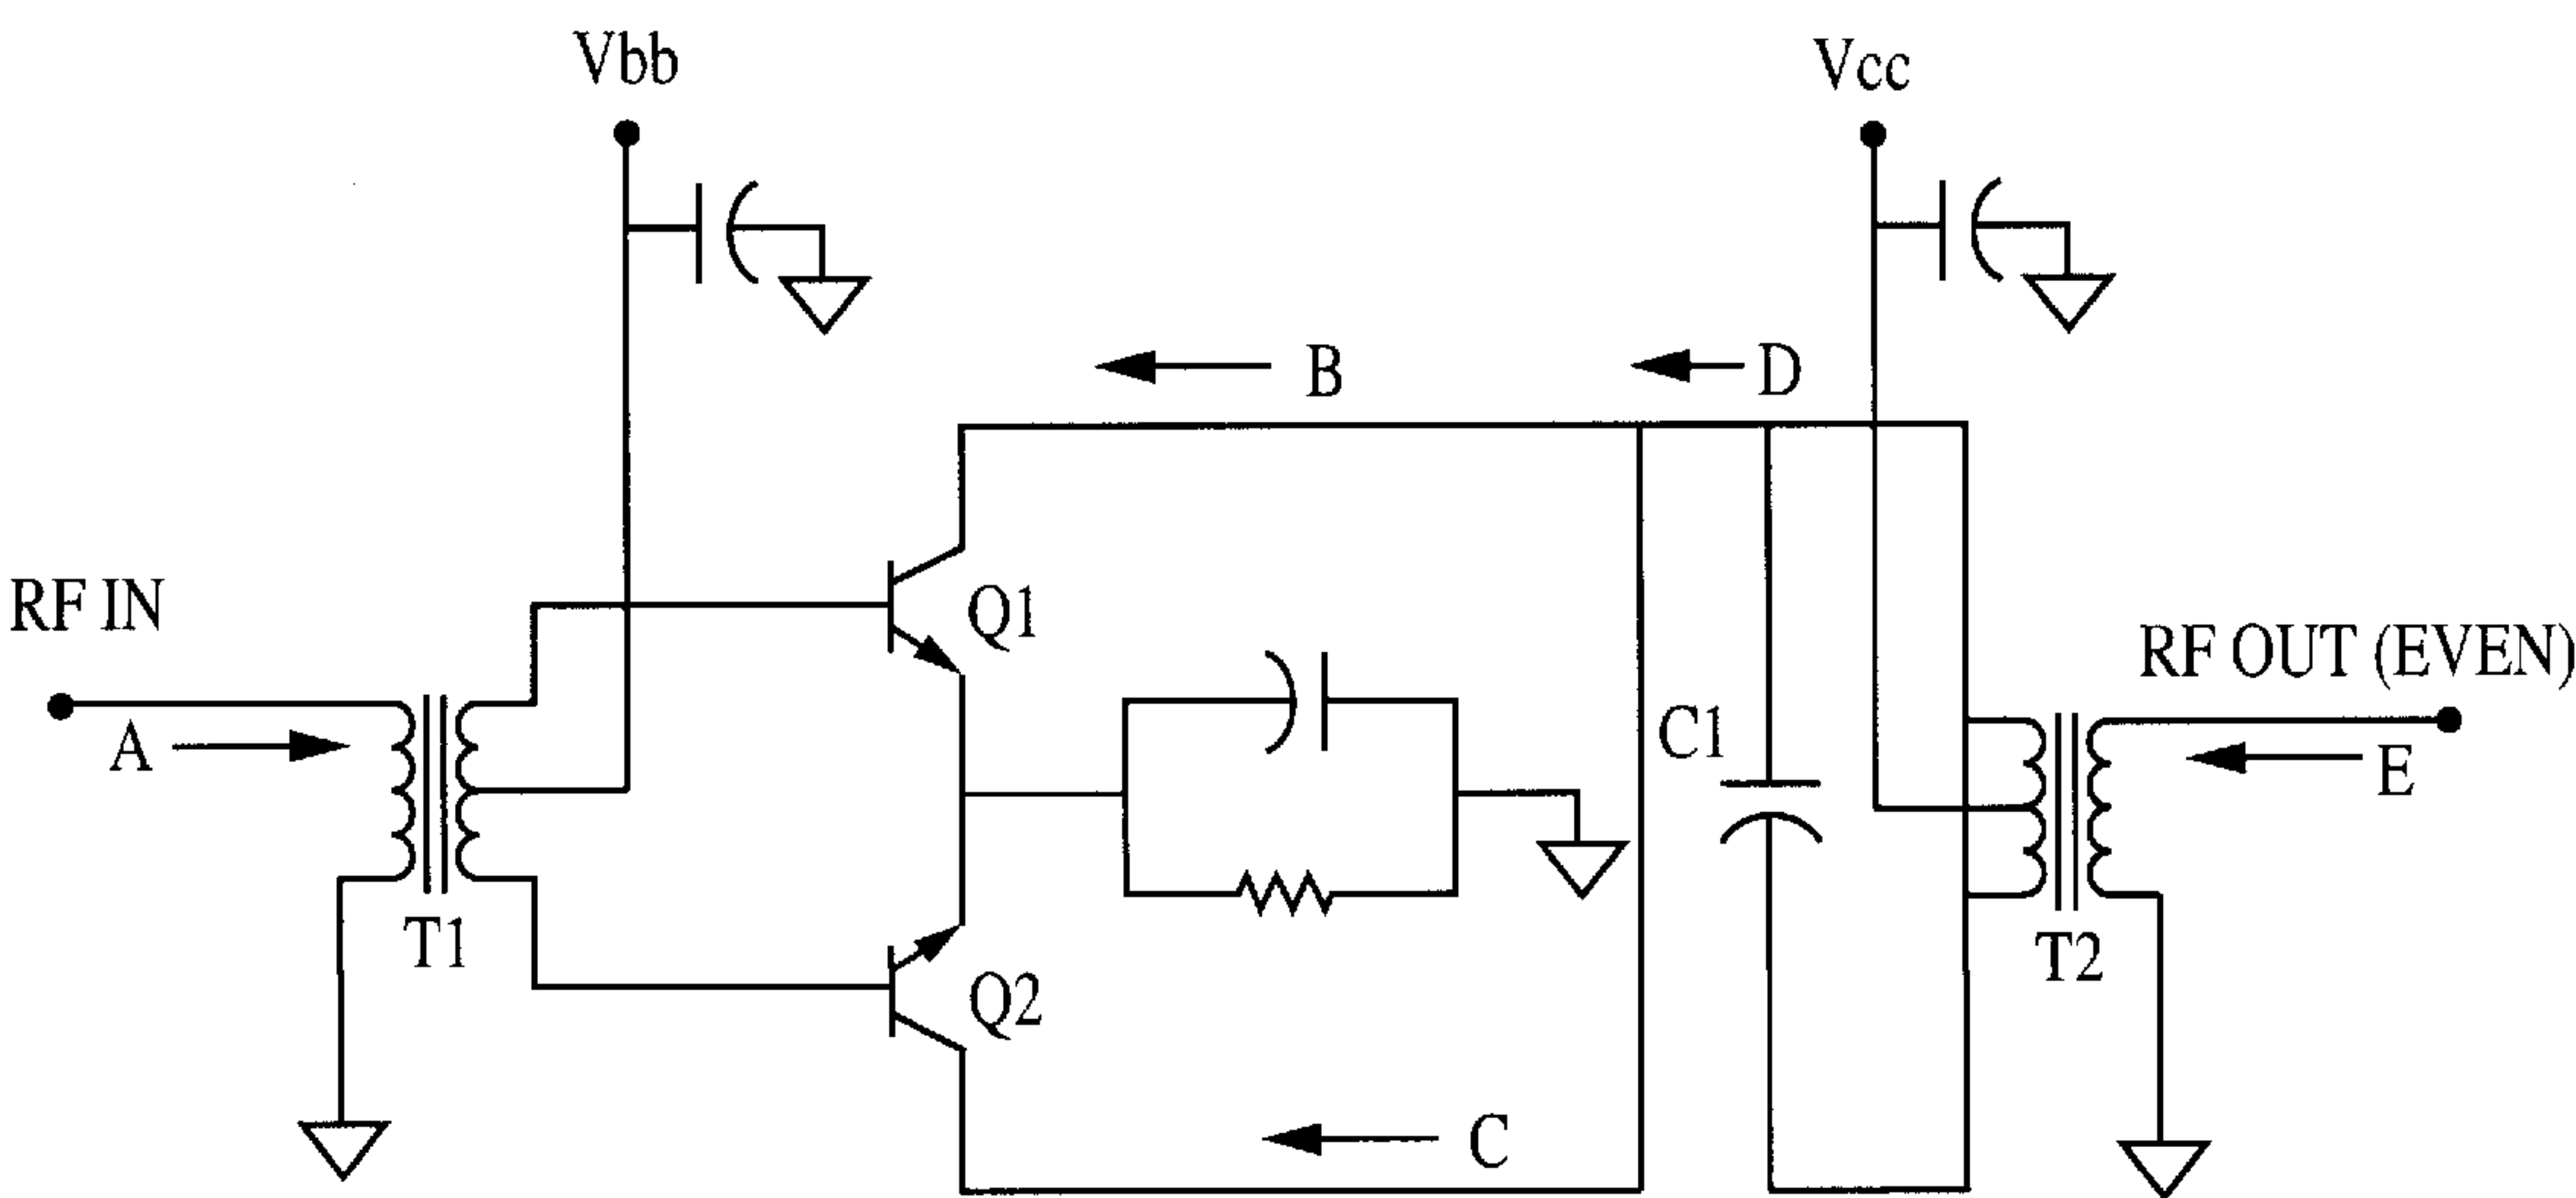 Vbb
Vcc
B
D
RF IN
Q1
RF OUT (EVEN)
A
C1
E
T1
T2
Q2
C